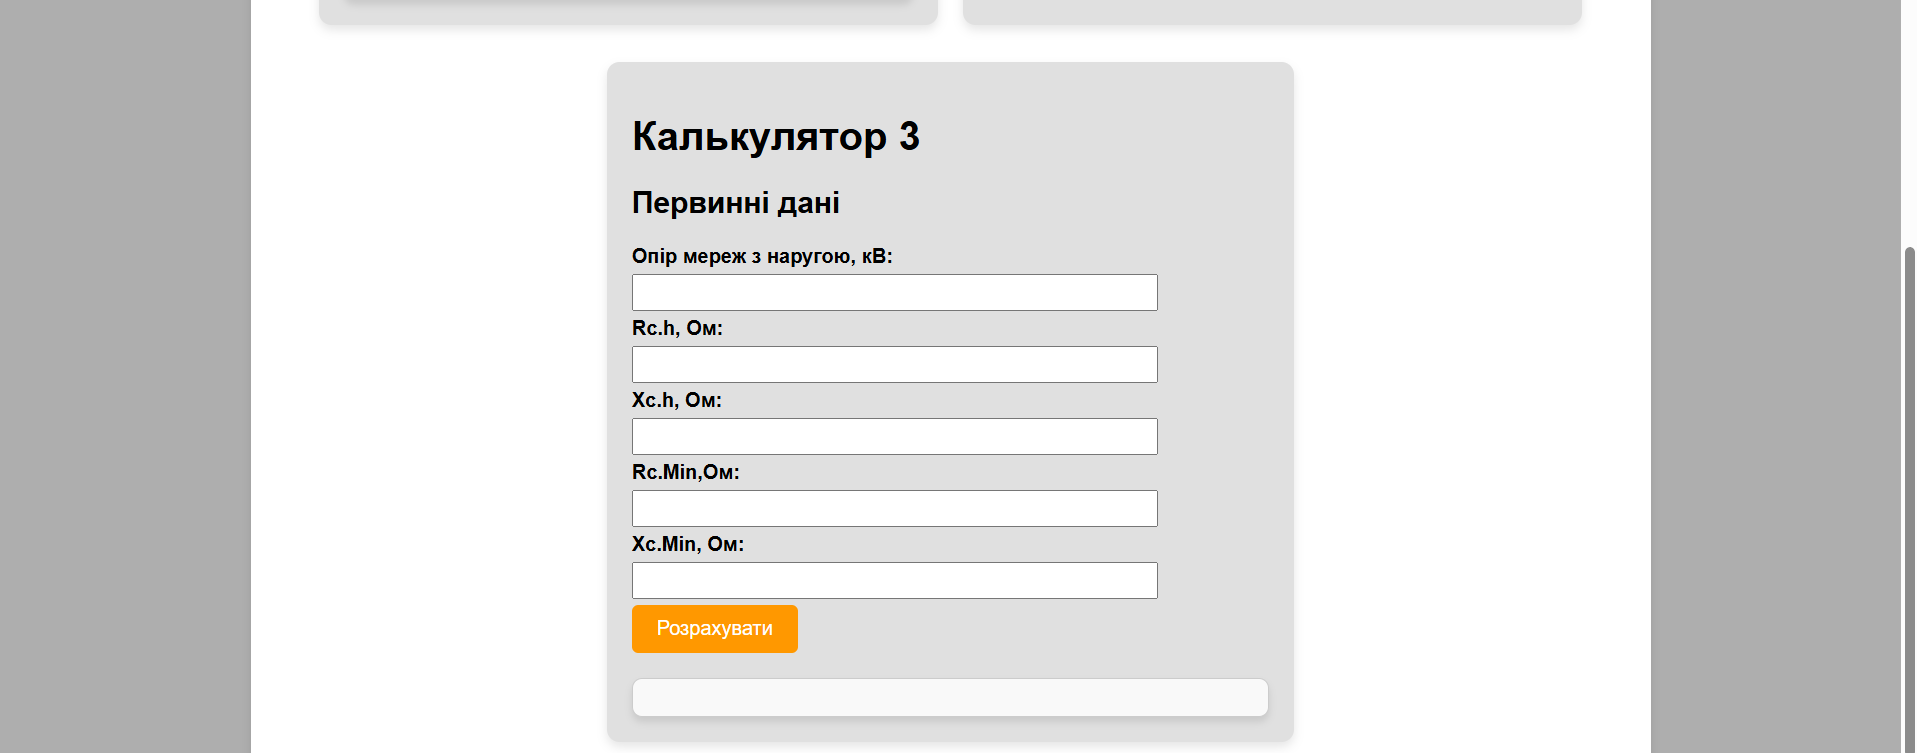 Калькулятор 3
Первинні дані
Опір мереж з наругою, кВ:
Rc.h, Ом:
Xc.h, Ом:
Rc.Min,Ом:
Xc.Min, Ом:
Розрахувати